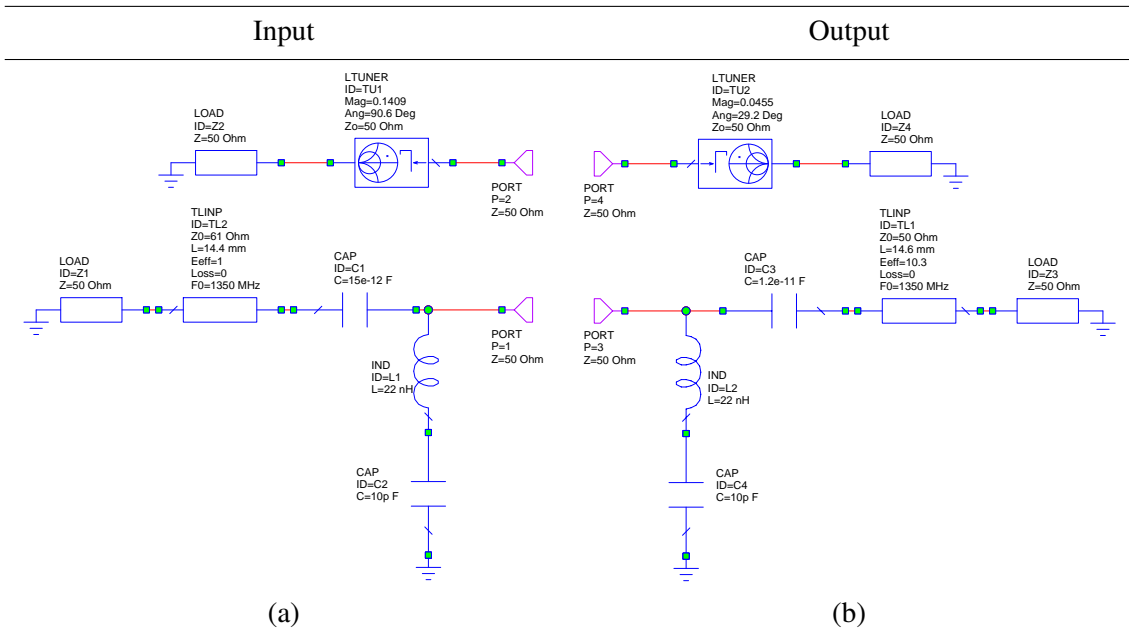 Input
Output
LTUNER
ID=TU1
Mag=0.1409
Ang=90.6 Deg
Zo=50 Ohm
LOAD
ID=Z2
Z=50 Ohm
PORT
P=2
Z=50 Ohm
TLINP
ID=TL2
Z0=61 Ohm
L=14.4 mm
Eeff=1
Loss=0
F0=1350 MHz
LOAD
ID=Z1
Z=50 Ohm
CAP
ID=C1
C=15e-12 F
PORT
P=1
Z=50 Ohm
IND
ID=L1
L=22 nH
CAP
ID=C2
C=10p F
(a)
LTUNER
ID=TU2
Mag=0.0455
Ang=29.2 Deg
Zo=50 Ohm
LOAD
ID=Z4
Z=50 Ohm
PORT
P=4
Z=50 Ohm
TLINP
ID=TL1
Z0=50 Ohm
L=14.6 mm
Eeff=10.3
Loss=0
F0=1350 MHz
CAP
ID=C3
C=1.2e-11 F
LOAD
ID=Z3
Z=50 Ohm
PORT
P=3
Z=50 Ohm
IND
ID=L2
L=22 nH
CAP
ID=C4
C=10p F
(b)